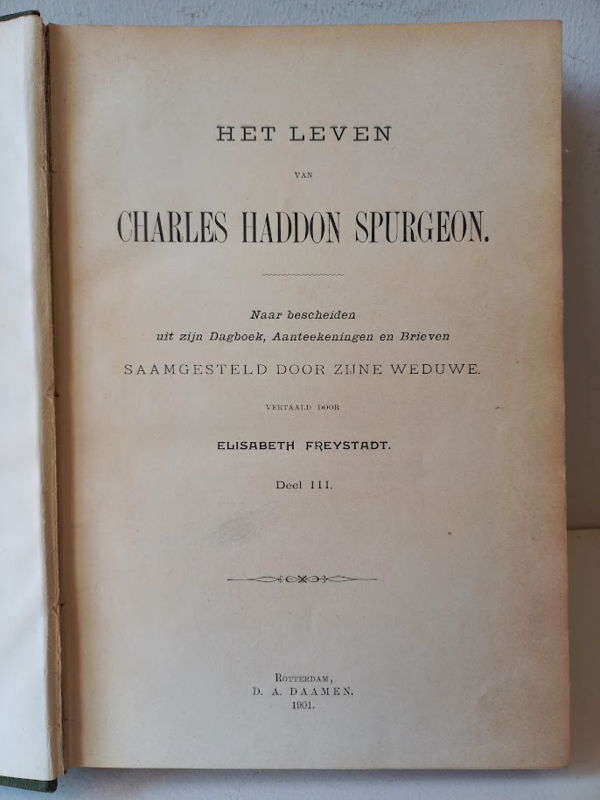 HET LEVEN
VAN
CHARLES HADDON SPURGEON.
Naar bescheiden
uit zijn Dagboek, Aanteekeningen en Brieven
SAAMGESTELD DOOR ZIJNE WEDUWE.
VERTAALD DOOR
ELISABETH FREYSTADT.
Deel III.
ROTTERDAM,
D. A. DAAMEN.
1901.